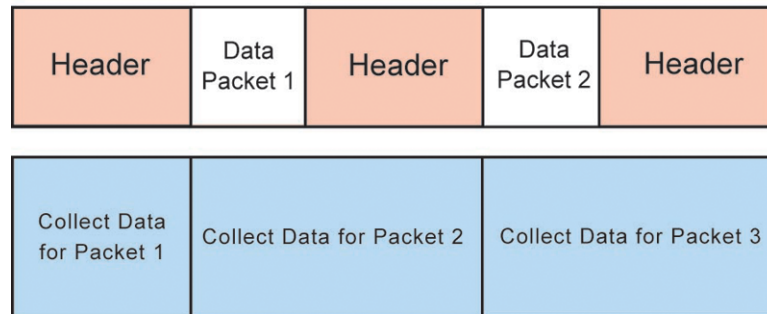 Header
Data
Packet 1
Header
Data
Packet 2
Header
Collect Data
for Packet 1
Collect Data for Packet 2
Collect Data for Packet 3